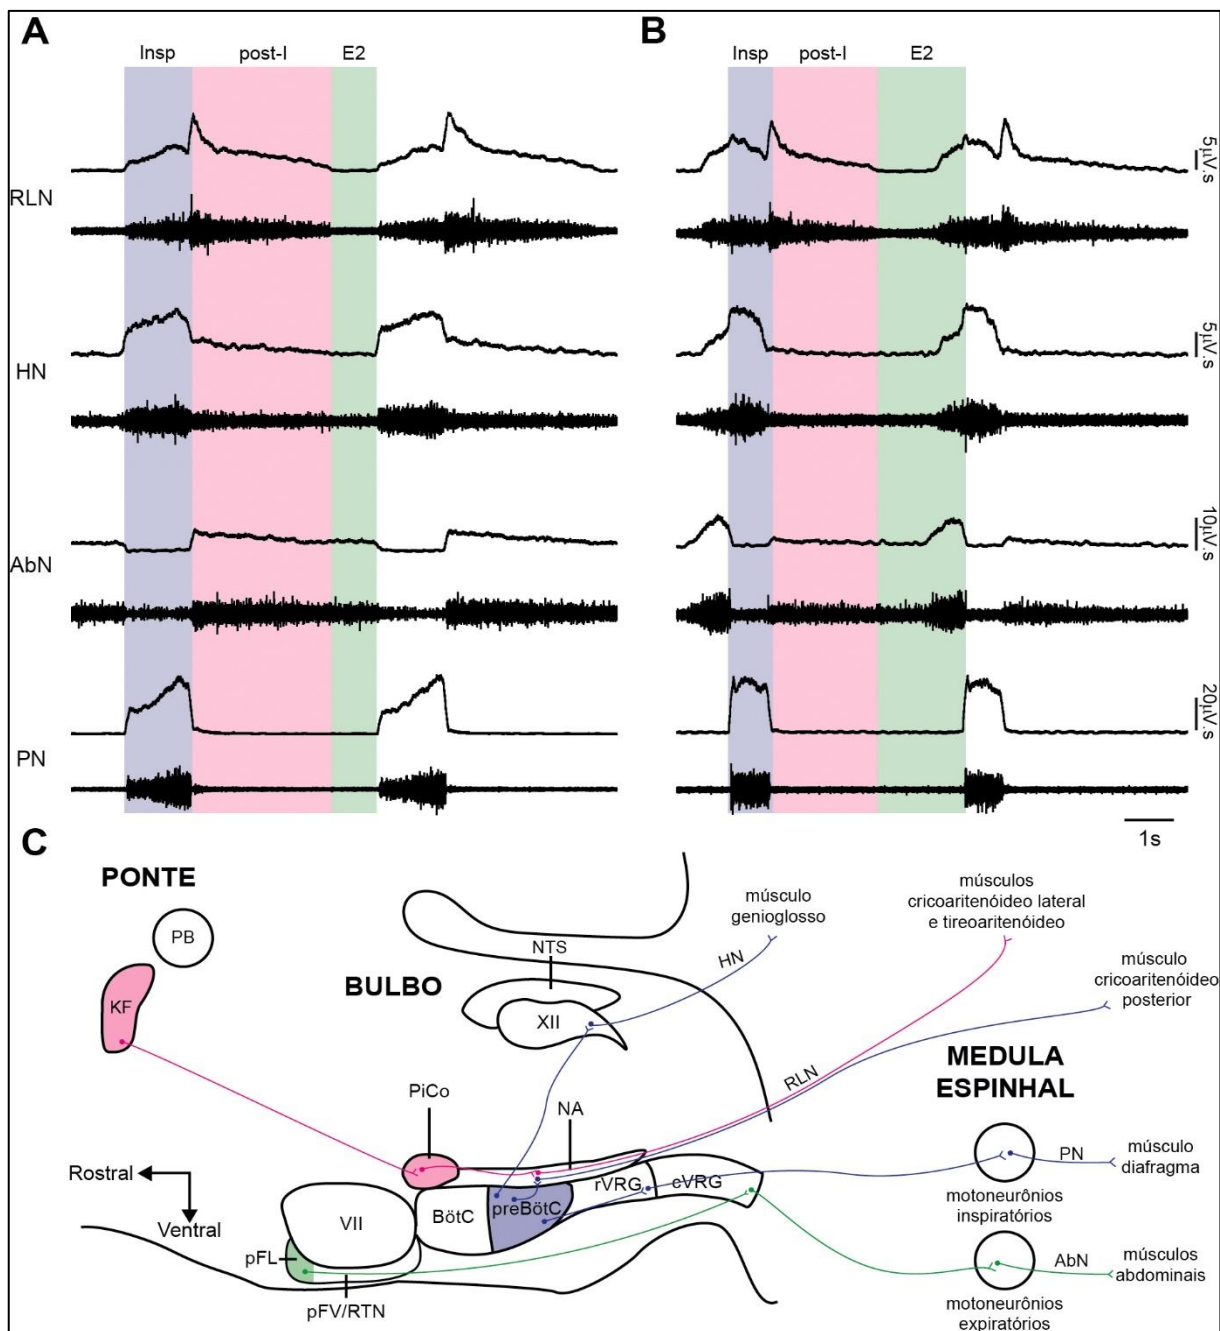 A
Insp post-I E2
B
Insp post-I E2
RLN
5μV.s
HN
5μV.s
AbN
10μV.s
PN
20μV.s
1s
C
PONTE
PB
KF
BULBO
NTS
XII
HN
músculo
genioglosso
músculos
cricoaritenóideo lateral
e tireoaritenóideo
músculo
cricoaritenóideo
posterior
RLN
MEDULA
ESPINHAL
PiCo
NA
Rostral
Ventral
VII
BötC
preBötC
rVRG
cVRG
pFL
pFV/RTN
PN
músculo
diafragma
motoneurônios
inspiratórios
AbN
músculos
abdominais
motoneurônios
expiratórios